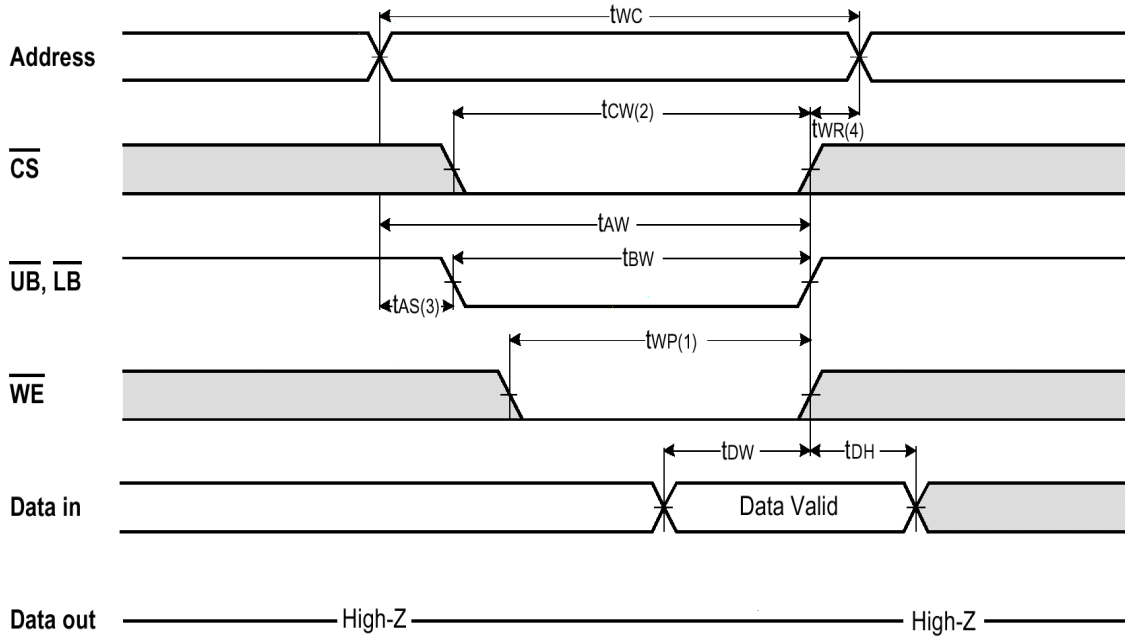 tWC
Address
tCW(2)
tWR(4)
CS
tAW
UB, LB
tBW
tAS(3)
tWP(1)
WE
tDW
tDH
Data in
Data Valid
Data out
High-Z
High-Z